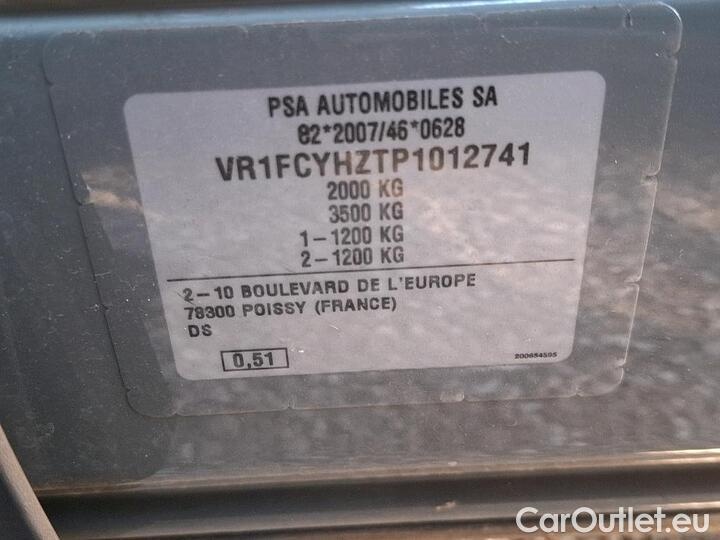 PSA AUTOMOBILES SA
82*2007/46*0628
VR1FCYHZTP1012741
2000 KG
3500 KG
1-1200 KG
2-1200 KG
2-10 BOULEVARD DE L'EUROPE
78300 POISSY (FRANCE)
DS
0,51
200654595
CarOutlet.eu